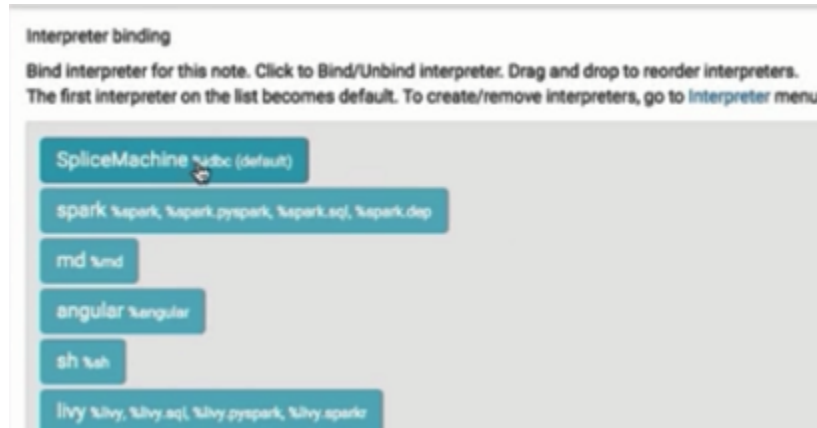 Interpreter binding
Bind interpreter for this note. Click to Bind/Unbind interpreter. Drag and drop to reorder interpreters.
The first interpreter on the list becomes default. To create/remove interpreters, go to Interpreter menu
SpliceMachine %jdbc (default)
spark %spark, %spark.pyspark, %spark.sql, %spark.dep
md %md
angular %angular
sh %sh
livy %livy, %livy.sql, %livy.pyspark, %livy.sparkr